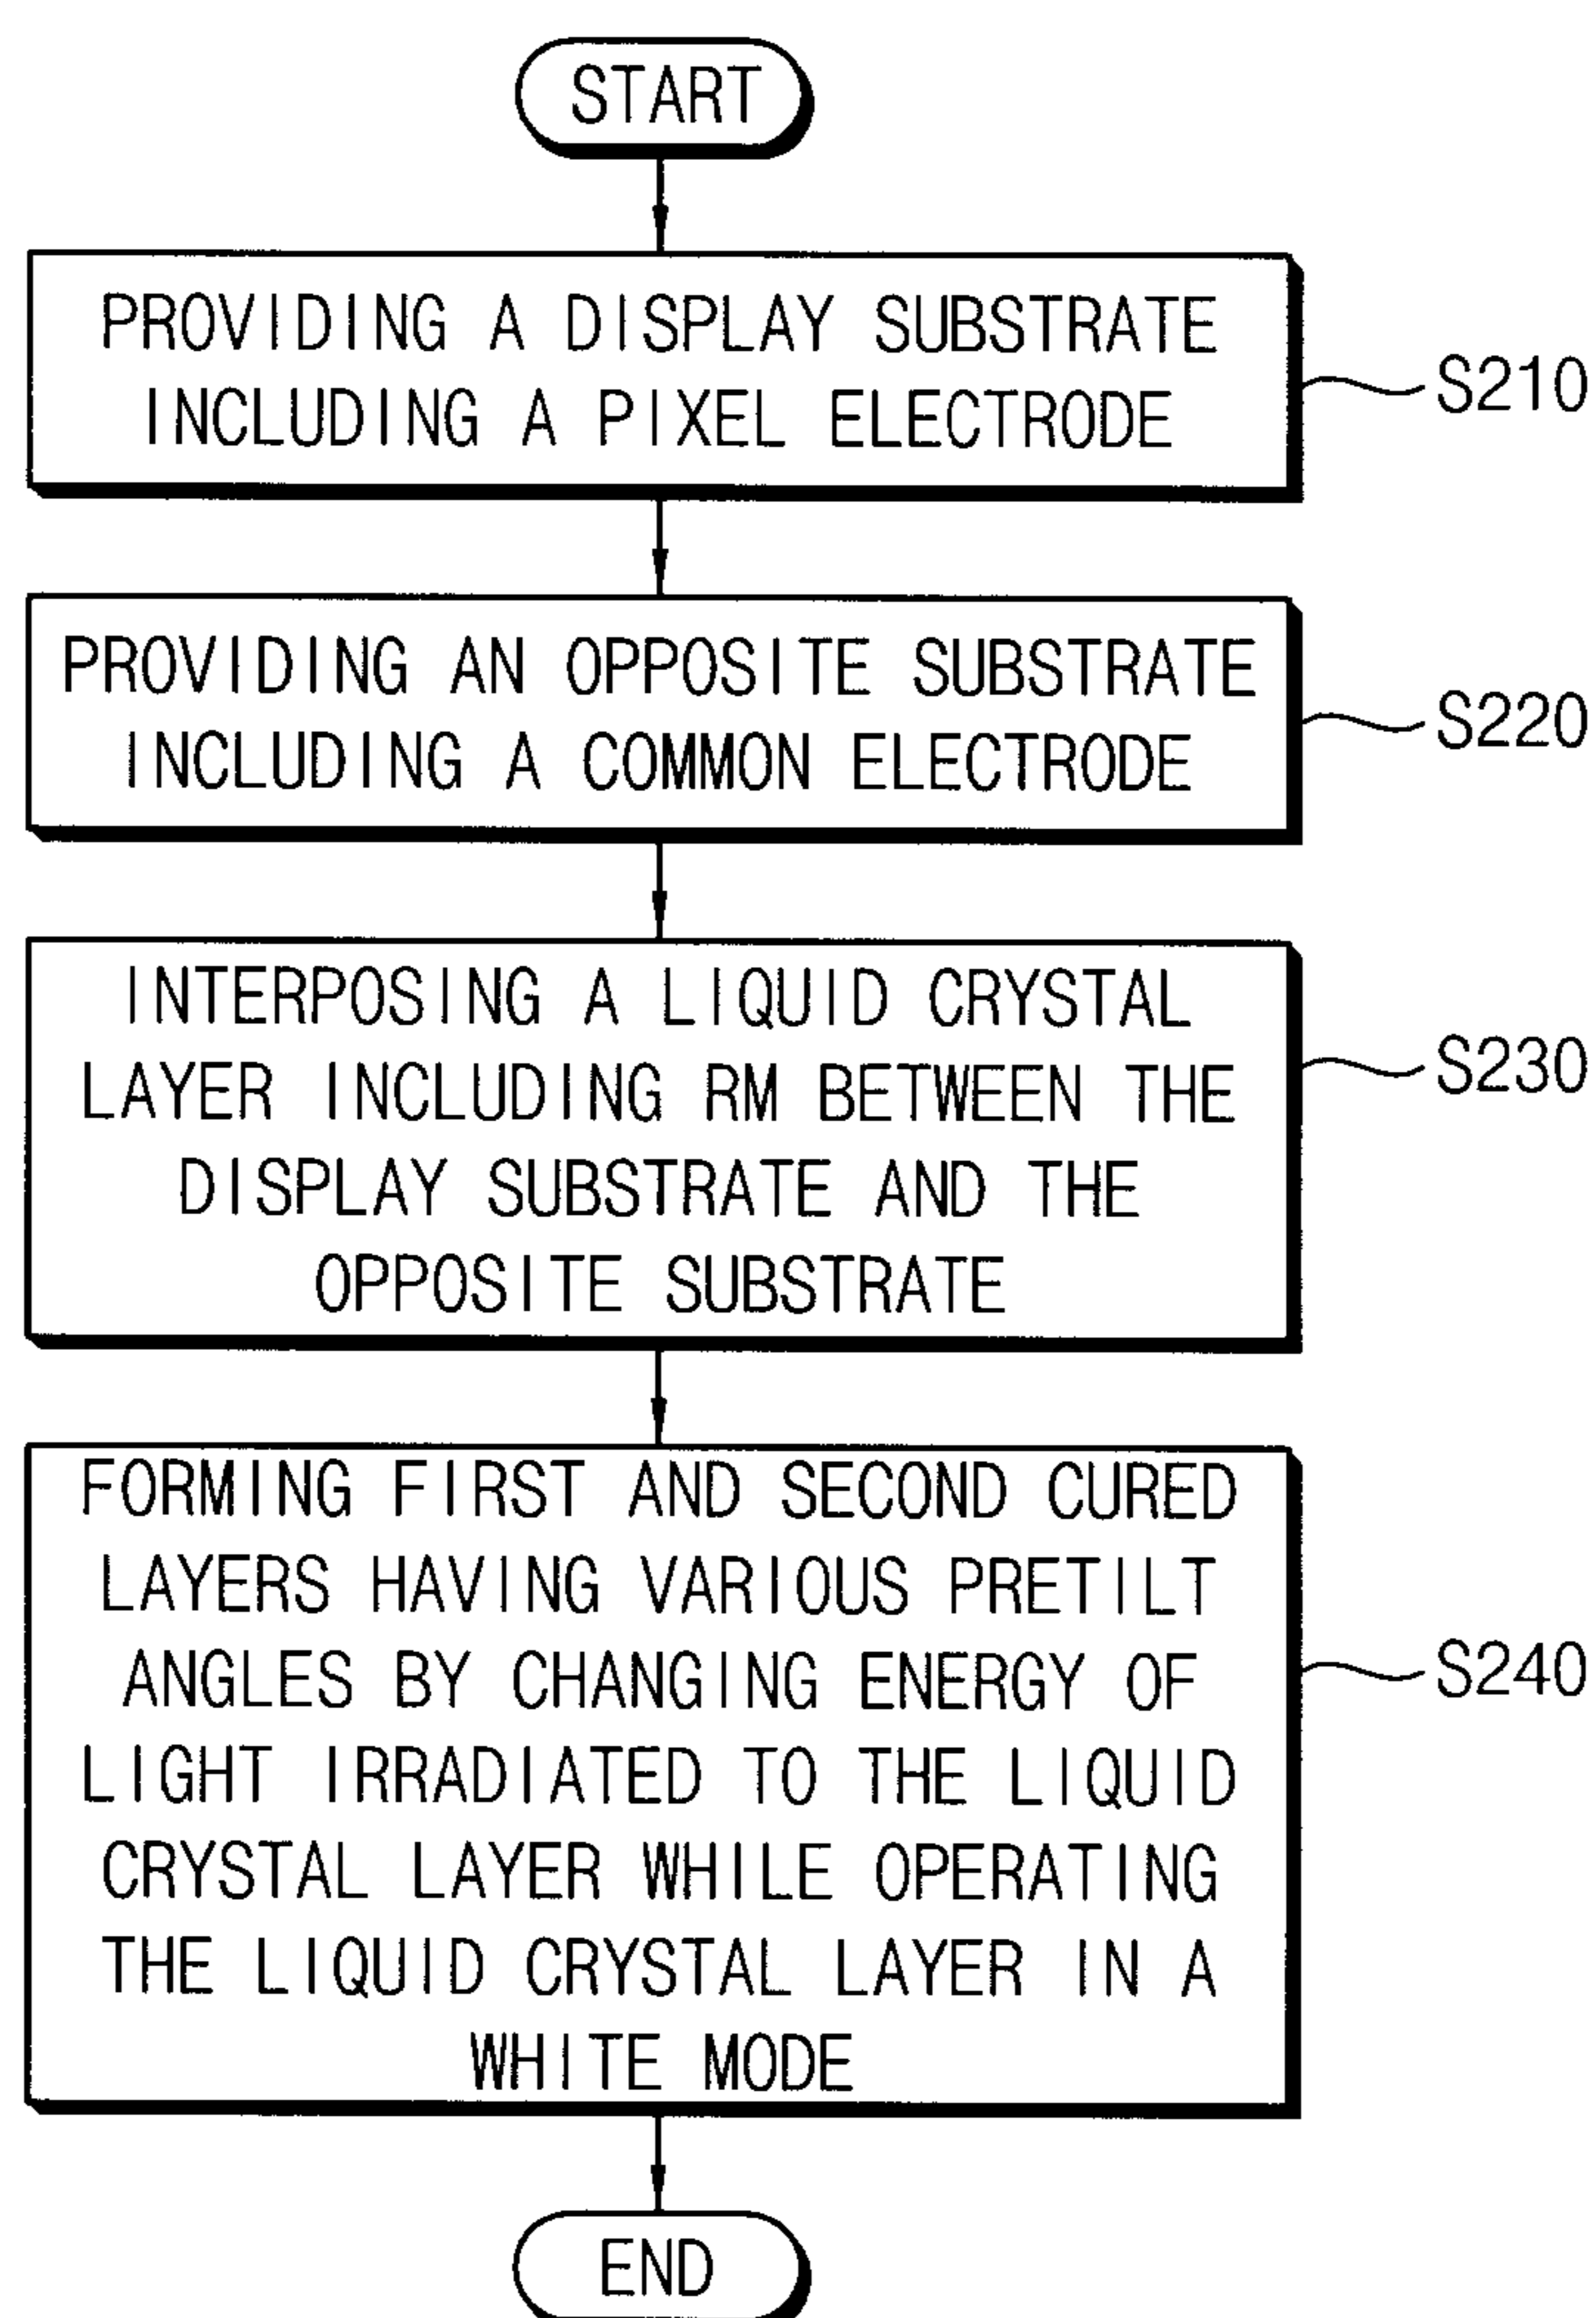 START
PROVIDING A DISPLAY SUBSTRATE
INCLUDING A PIXEL ELECTRODE
S210
PROVIDING AN OPPOSITE SUBSTRATE
INCLUDING A COMMON ELECTRODE
S220
INTERPOSING A LIQUID CRYSTAL
LAYER INCLUDING RM BETWEEN THE
DISPLAY SUBSTRATE AND THE
OPPOSITE SUBSTRATE
S230
FORMING FIRST AND SECOND CURED
LAYERS HAVING VARIOUS PRETILT
ANGLES BY CHANGING ENERGY OF
LIGHT IRRADIATED TO THE LIQUID
CRYSTAL LAYER WHILE OPERATING
THE LIQUID CRYSTAL LAYER IN A
WHITE MODE
S240
END